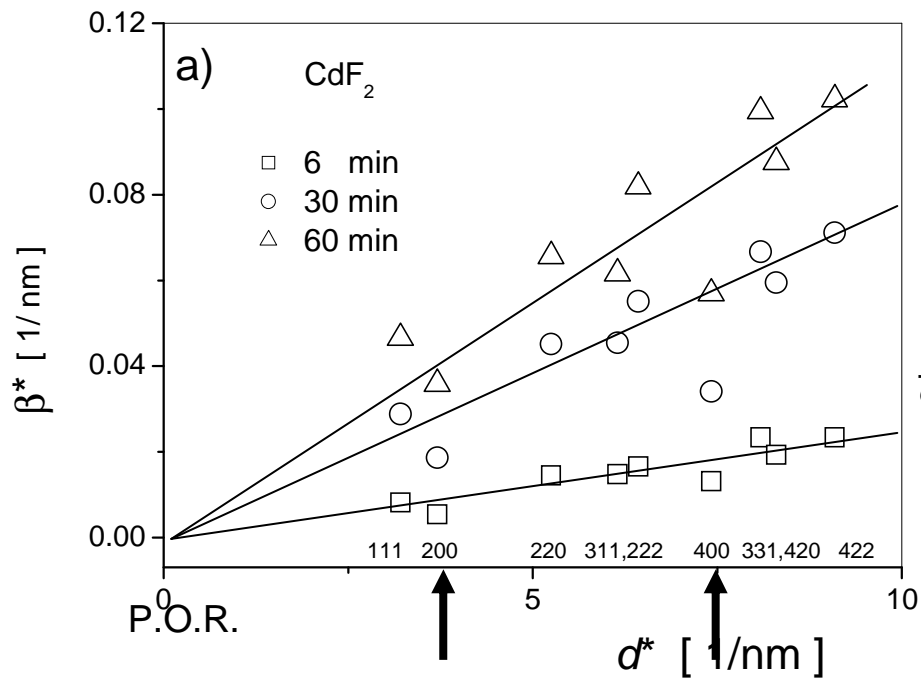 0.12
a)
CdF2
6 min
30 min
60 min
0.08
0.04
0.00
β* [ 1/ nm ]
111 200 220 311,222 400 331,420 422
0 5 10
P.O.R.
d* [ 1/nm ]